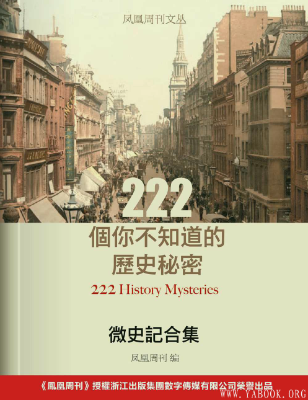 凤凰周刊文丛
222
個你不知道的
歷史秘密
222 History Mysteries
微史記合集
凤凰周刊 编
《鳳凰周刊》授權浙江出版集團數字傳媒有限公司榮譽出品
WWW.YABOOK.ORG